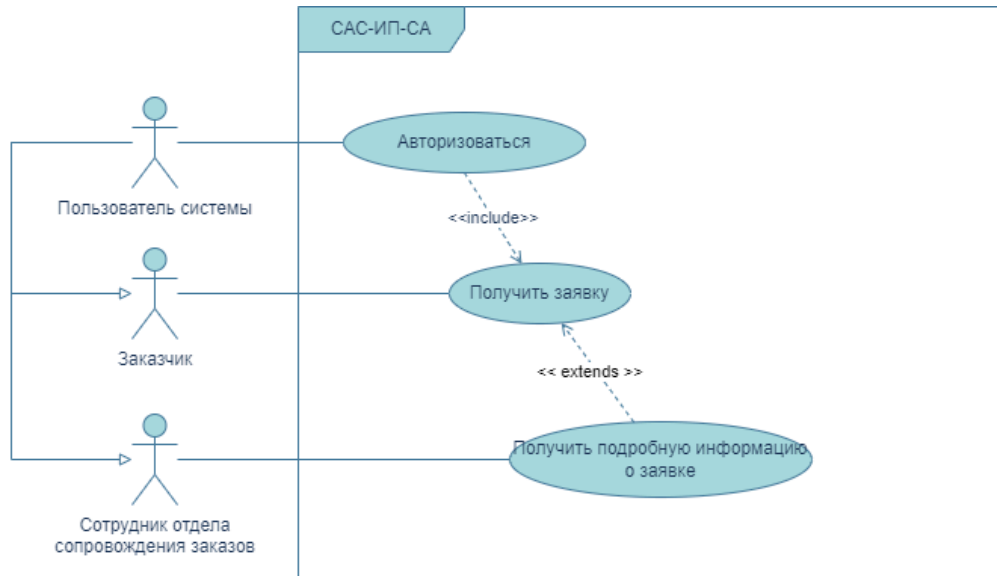 САС-ИП-СА
Авторизоваться
Пользователь системы
<<include>>
Получить заявку
Заказчик
<< extends >>
Получить подробную информацию
о заявке
Сотрудник отдела
сопровождения заказов